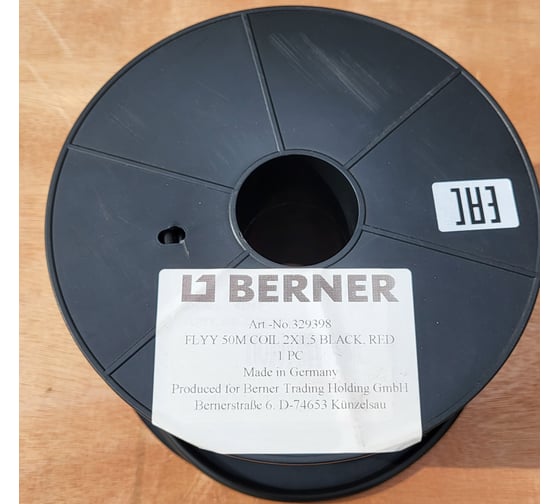 EAC
BERNER
Art -No.329398
FLYY 50M COIL 2X1,5 BLACK, RED
1 PC
Made in Germany
Produced for Berner Trading Holding GmbH
Bernerstraße 6. D-74653 Künzelsau